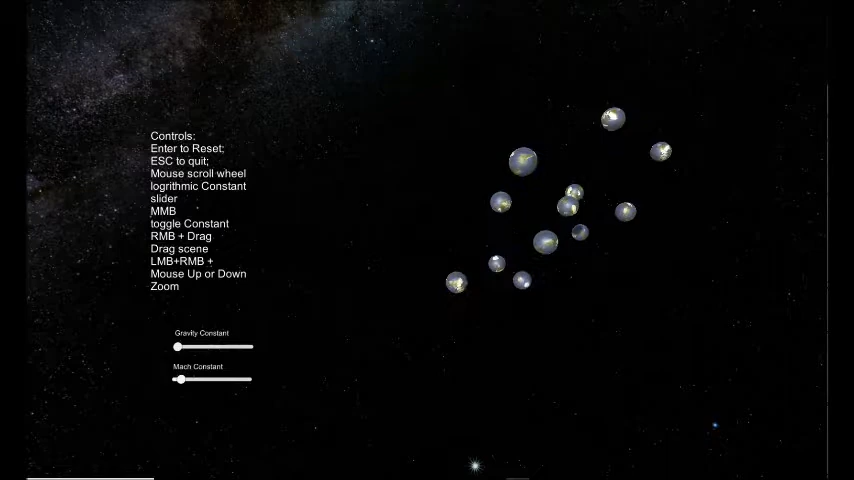 Controls:
Enter to Reset;
ESC to quit;
Mouse scroll wheel
logrithmic Constant
slider
MMB
toggle Constant
RMB + Drag
Drag scene
LMB+RMB +
Mouse Up or Down
Zoom
Gravity Constant
Mach Constant